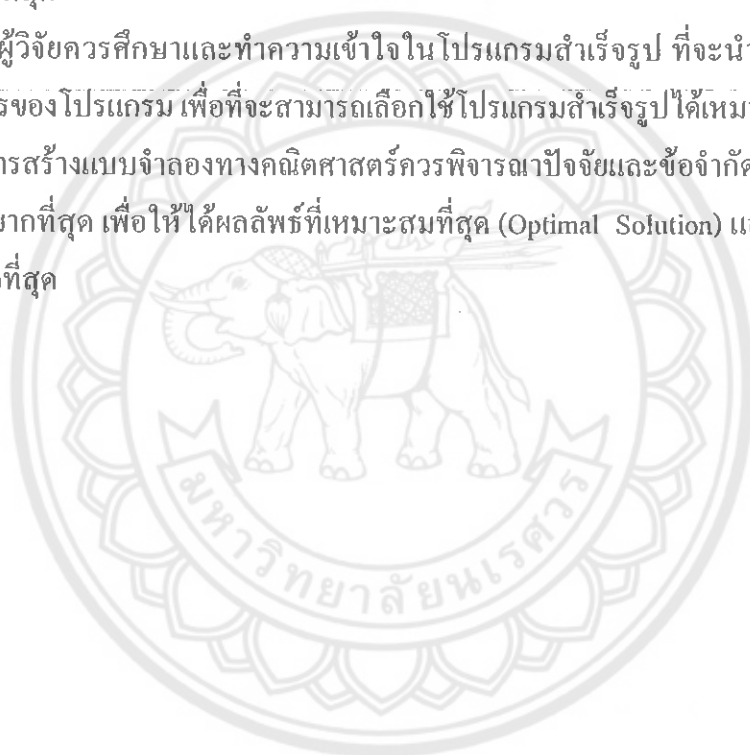 ผู้วิจัยควรศึกษาและทำความเข้าใจในโปรแกรมสำเร็จรูป ที่จะนำ
รของโปรแกรม เพื่อที่จะสามารถเลือกใช้โปรแกรมสำเร็จรูปได้เหมา
ารสร้างแบบจำลองทางคณิตศาสตร์ควรพิจารณาปัจจัยและข้อจำกัด
มากที่สุด เพื่อให้ได้ผลลัพธ์ที่เหมาะสมที่สุด (Optimal Solution) แ
ที่สุด
มหาวิทยาลัยนเรศวร